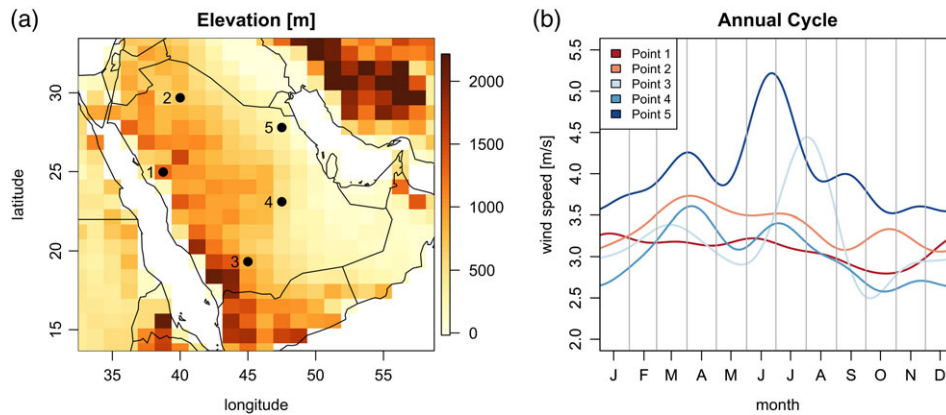 (a) Elevation [m]
30
25
20
15
latitude
35 40 45 50 55
longitude
2
5
1
4
3
2000
1500
1000
500
0
(b) Annual Cycle
5.5
5.0
4.5
4.0
3.5
3.0
2.5
2.0
wind speed [m/s]
Point 1
Point 2
Point 3
Point 4
Point 5
J F M A M J J A S O N D
month